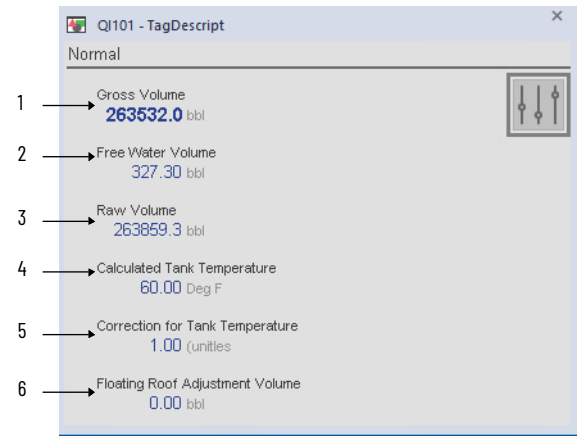 QI101 - TagDescript
×
Normal
1
Gross Volume
263532.0 bbl
2
Free Water Volume
327.30 bbl
3
Raw Volume
263859.3 bbl
4
Calculated Tank Temperature
60.00 Deg F
5
Correction for Tank Temperature
1.00 (unitles
6
Floating Roof Adjustment Volume
0.00 bbl